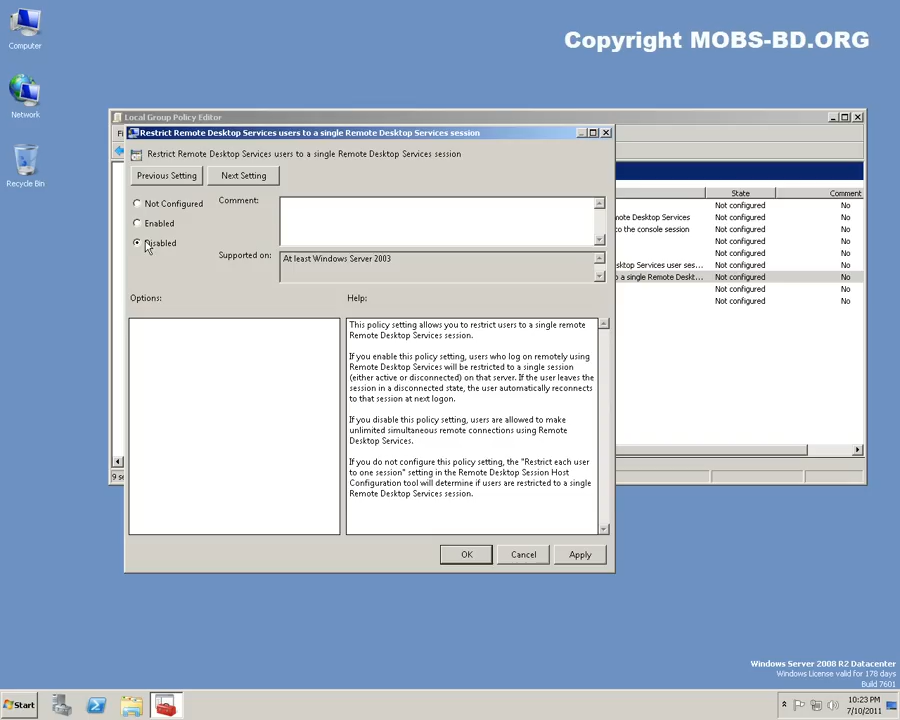 Computer
Copyright MOBS-BD.ORG
Network
Recycle Bin
Local Group Policy Editor
Restrict Remote Desktop Services users to a single Remote Desktop Services session
Restrict Remote Desktop Services users to a single Remote Desktop Services session
Previous Setting
Next Setting
Not Configured
Enabled
Disabled
Comment:
Supported on:
At least Windows Server 2003
Options:
Help:
This policy setting allows you to restrict users to a single remote
Remote Desktop Services session.
If you enable this policy setting, users who log on remotely using
Remote Desktop Services will be restricted to a single session
(either active or disconnected) on that server. If the user leaves the
session in a disconnected state, the user automatically reconnects
to that session at next logon.
If you disable this policy setting, users are allowed to make
unlimited simultaneous remote connections using Remote
Desktop Services.
If you do not configure this policy setting, the "Restrict each user
to one session" setting in the Remote Desktop Session Host
Configuration tool will determine if users are restricted to a single
Remote Desktop Services session.
OK
Cancel
Apply
State Comment
Not configured No
mote Desktop Services Not configured No
to the console session Not configured No
Not configured No
Not configured No
sktop Services user ses... Not configured No
o a single Remote Deskt... Not configured No
Not configured No
Not configured No
9 se
Windows Server 2008 R2 Datacenter
Windows License valid for 178 days
Build 7601
Start
10:23 PM
7/10/2011